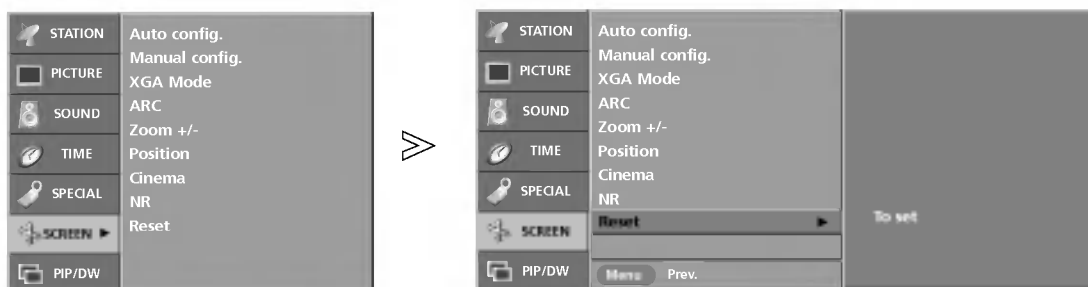 STATION
PICTURE
SOUND
TIME
SPECIAL
SCREEN
PIP/DW
Auto config.
Manual config.
XGA Mode
ARC
Zoom +/-
Position
Cinema
NR
Reset
STATION
PICTURE
SOUND
TIME
SPECIAL
SCREEN
PIP/DW
Auto config.
Manual config.
XGA Mode
ARC
Zoom +/-
Position
Cinema
NR
Reset
Menu Prev.
To set